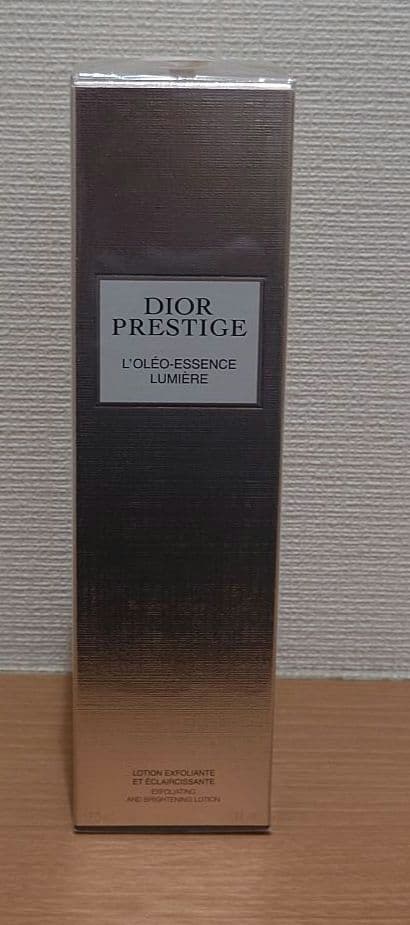 DIOR
PRESTIGE
L'OLÉO-ESSENCE
LUMIÈRE
LOTION EXFOLIANTE
ET ÉCLAIRCISSANTE
EXFOLIATING
AND BRIGHTENING LOTION